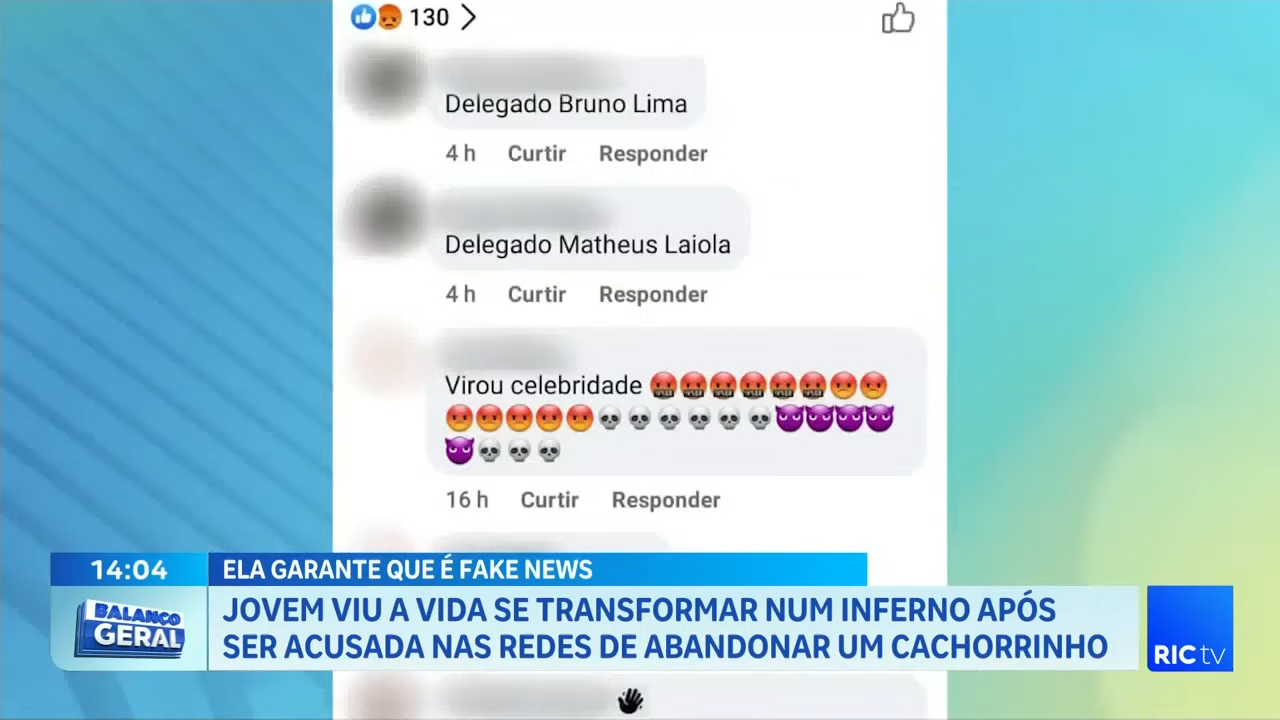 130
Delegado Bruno Lima
4 h Curtir Responder
Delegado Matheus Laiola
4 h Curtir Responder
Virou celebridade 🤬🤬🤬🤬🤬🤬😡😡
😡😡😡😡😡💀💀💀💀💀💀😈😈😈😈
😈💀💀💀
16 h Curtir Responder
14:04
ELA GARANTE QUE É FAKE NEWS
BALANÇO
GERAL
JOVEM VIU A VIDA SE TRANSFORMAR NUM INFERNO APÓS
SER ACUSADA NAS REDES DE ABANDONAR UM CACHORRINHO
RIC tv